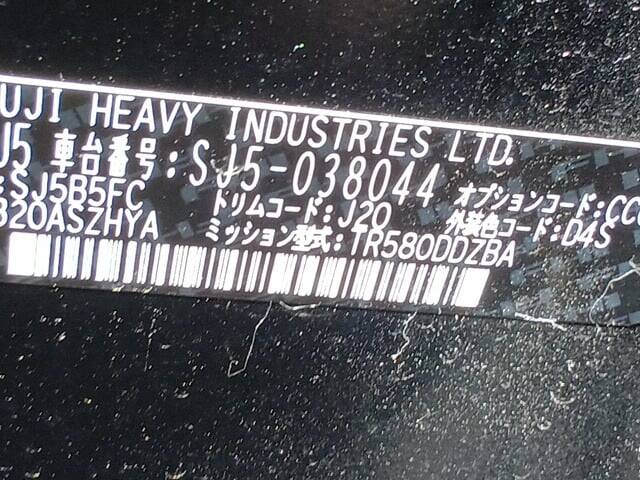 UJI HEAVY INDUSTRIES LTD.
J5 車台番号:SJ5-038044 オプションコード:CC
:SJ5B5FC トリムコード:J20 外装色コード:D4S
B20ASZHYA ミッション型式:TR580DDZBA